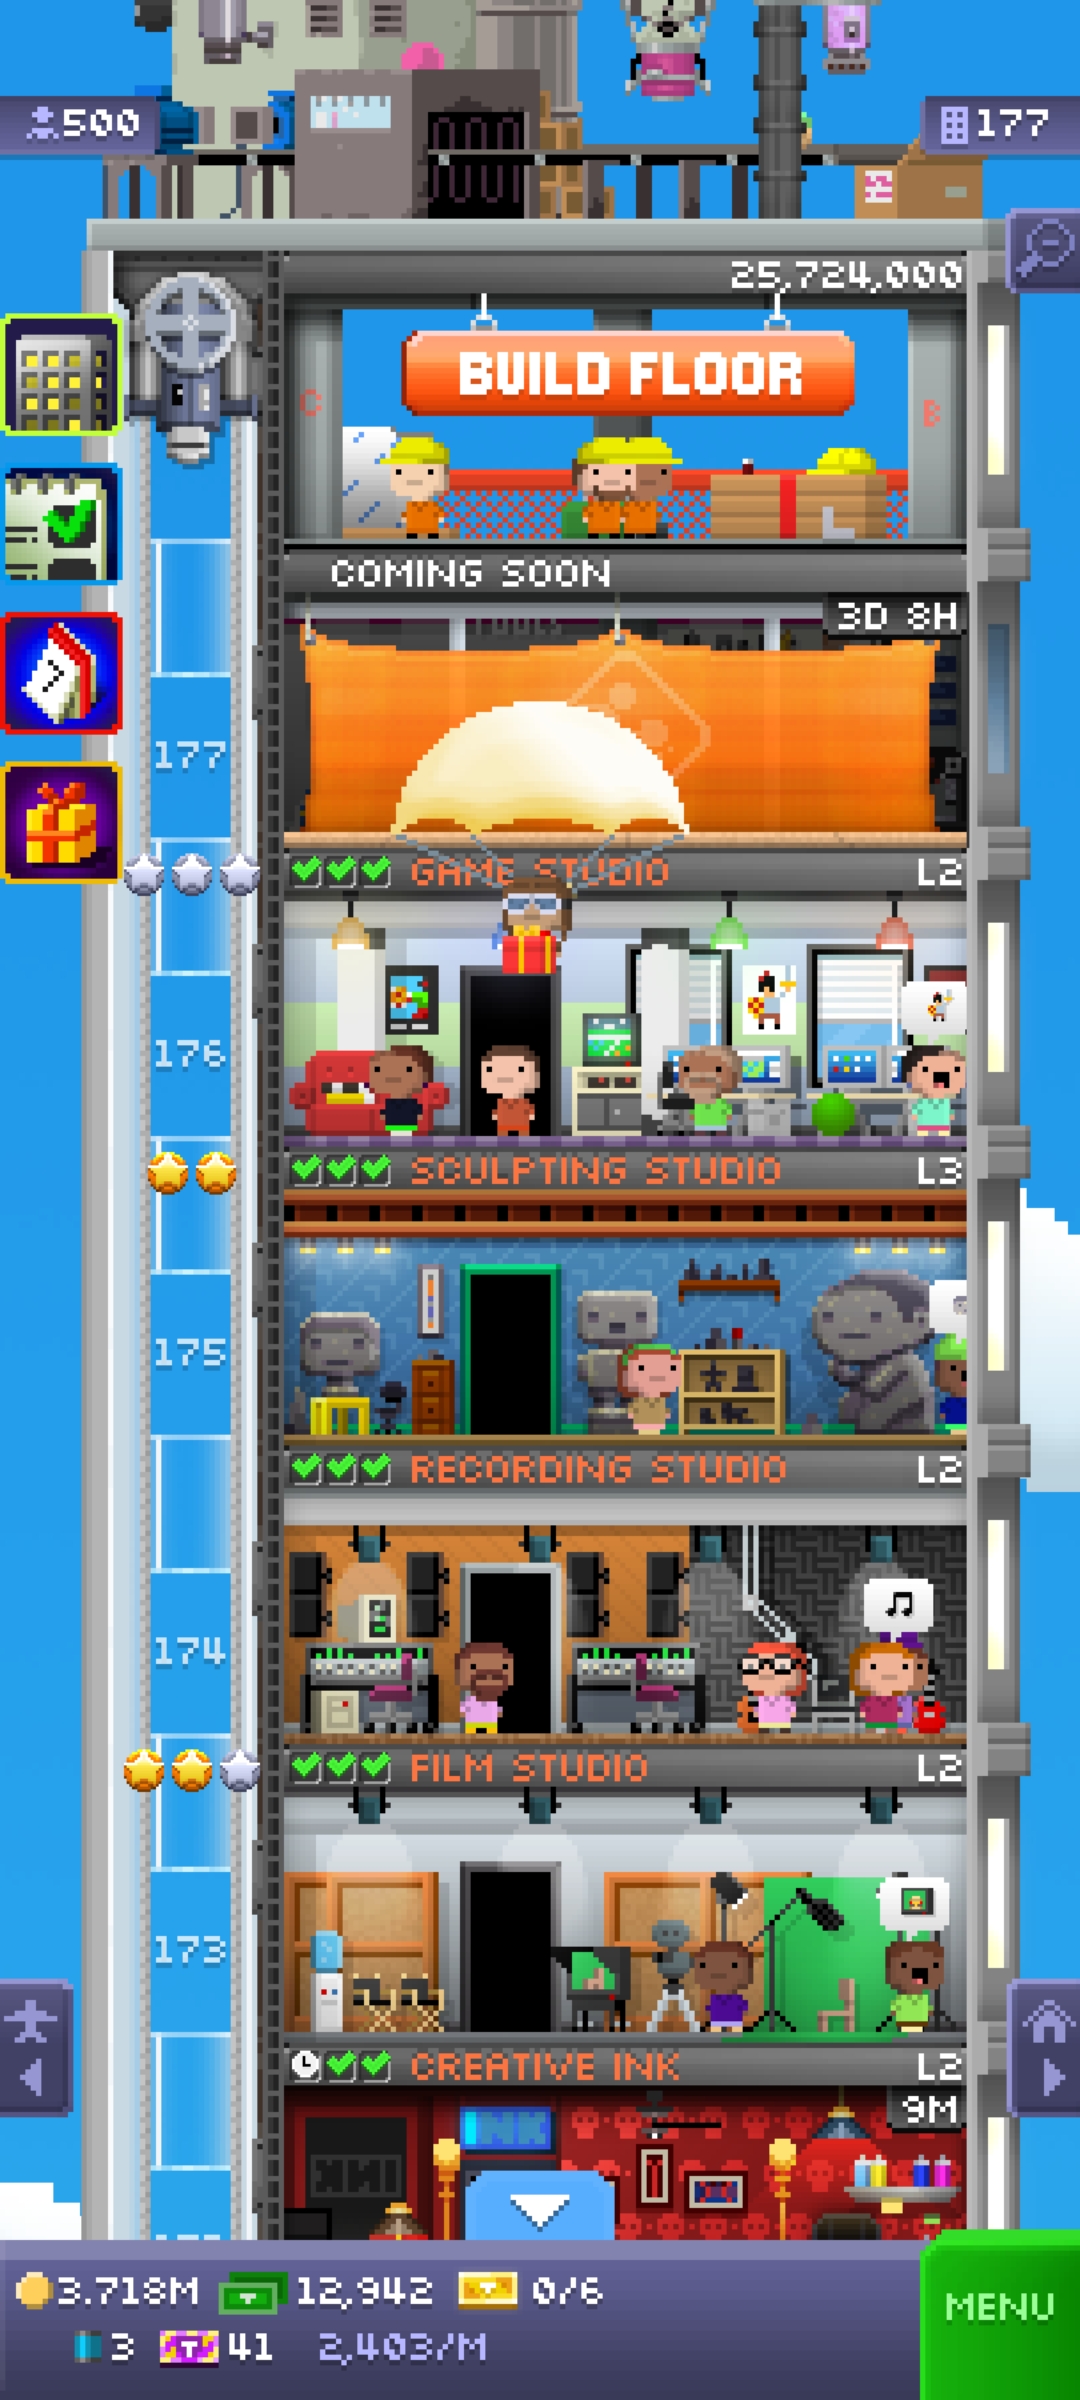 500
177
25,724,000
BUILD FLOOR
C
B
COMING SOON
3D 8H
7
177
GAME STUDIO L2
176
SCULPTING STUDIO L3
175
RECORDING STUDIO L2
174
FILM STUDIO L2
173
CREATIVE INK L2
9M
INK
3.718M 12,942 0/6
MENU
3 41 2,403/M